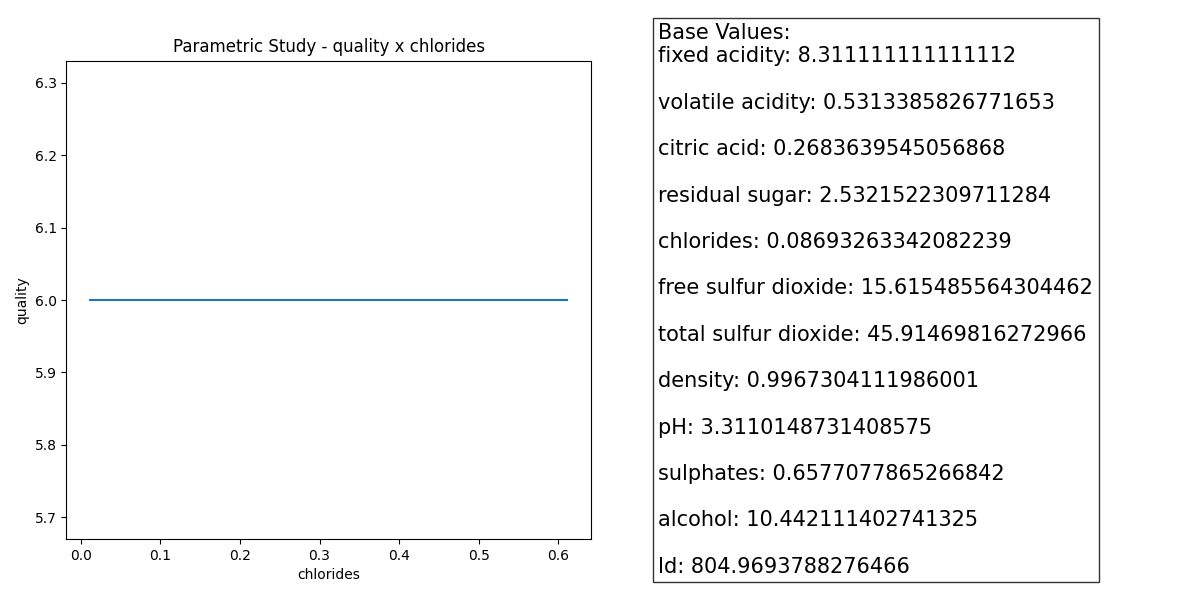 Parametric Study - quality x chlorides
6.3
6.2
6.1
6.0
5.9
5.8
5.7
quality
0.0 0.1 0.2 0.3 0.4 0.5 0.6
chlorides
Base Values:
fixed acidity: 8.311111111111112
volatile acidity: 0.5313385826771653
citric acid: 0.2683639545056868
residual sugar: 2.5321522309711284
chlorides: 0.08693263342082239
free sulfur dioxide: 15.615485564304462
total sulfur dioxide: 45.91469816272966
density: 0.9967304111986001
pH: 3.3110148731408575
sulphates: 0.6577077865266842
alcohol: 10.442111402741325
Id: 804.9693788276466